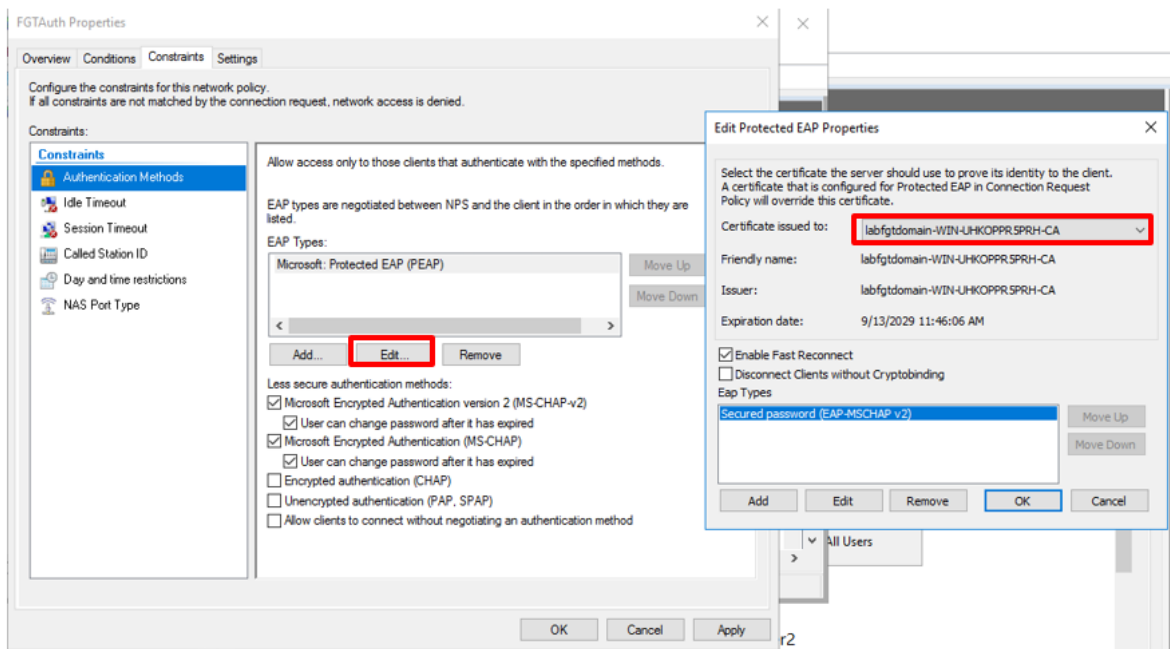 FGTAuth Properties
Overview Conditions Constraints Settings
Configure the constraints for this network policy.
If all constraints are not matched by the connection request, network access is denied.
Constraints:
Constraints
Authentication Methods
Idle Timeout
Session Timeout
Called Station ID
Day and time restrictions
NAS Port Type
Allow access only to those clients that authenticate with the specified methods.
EAP types are negotiated between NPS and the client in the order in which they are
listed.
EAP Types:
Microsoft: Protected EAP (PEAP)
Move Up
Move Down
Add... Edit... Remove
Less secure authentication methods:
Microsoft Encrypted Authentication version 2 (MS-CHAP-v2)
User can change password after it has expired
Microsoft Encrypted Authentication (MS-CHAP)
User can change password after it has expired
Encrypted authentication (CHAP)
Unencrypted authentication (PAP, SPAP)
Allow clients to connect without negotiating an authentication method
OK Cancel Apply
Edit Protected EAP Properties
Select the certificate the server should use to prove its identity to the client.
A certificate that is configured for Protected EAP in Connection Request
Policy will override this certificate.
Certificate issued to: labfgtdomain-WIN-UHKOPPR5PRH-CA
Friendly name: labfgtdomain-WIN-UHKOPPR5PRH-CA
Issuer: labfgtdomain-WIN-UHKOPPR5PRH-CA
Expiration date: 9/13/2029 11:46:06 AM
Enable Fast Reconnect
Disconnect Clients without Cryptobinding
Eap Types
Secured password (EAP-MSCHAP v2)
Move Up
Move Down
Add Edit Remove OK Cancel
All Users
r2